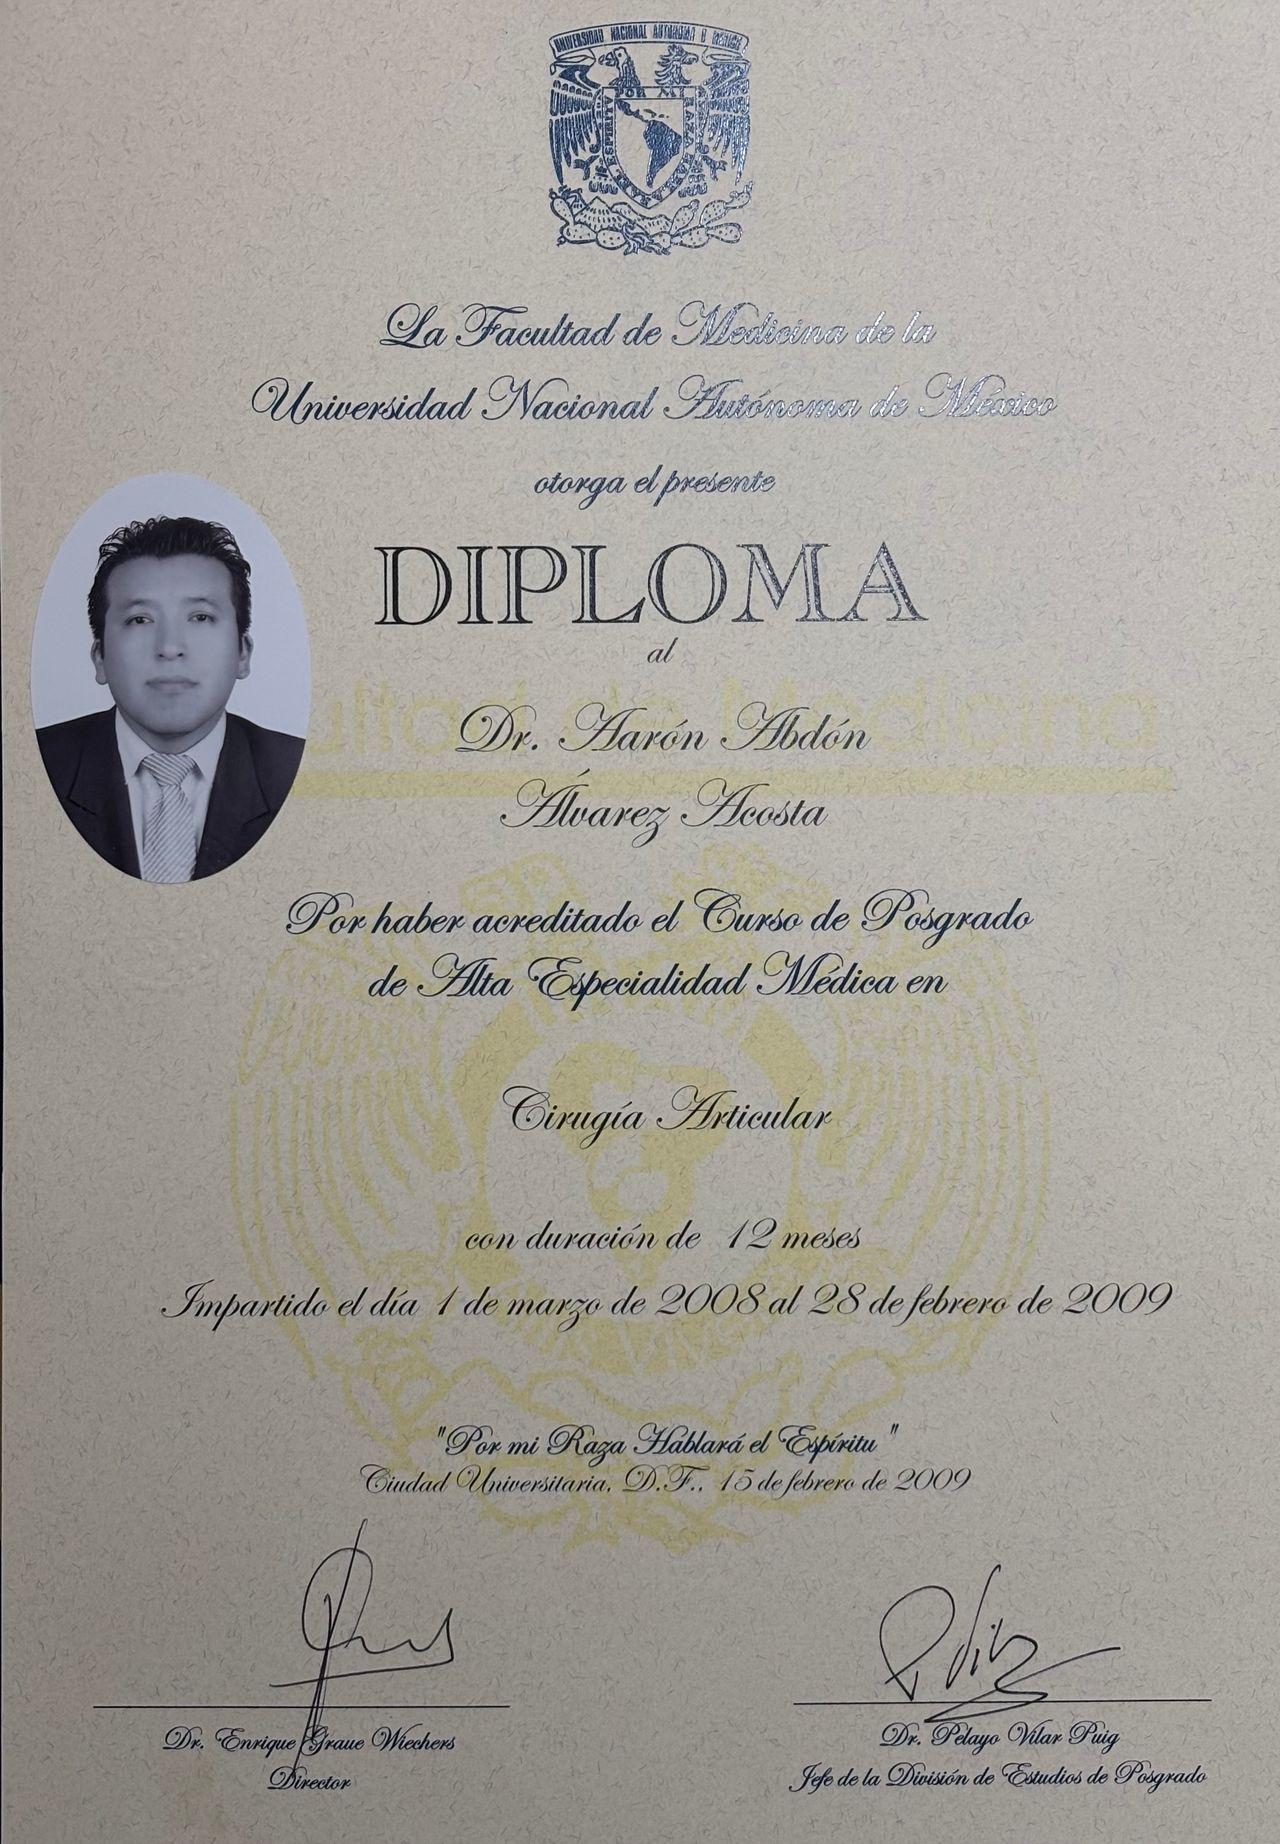 UNIVERSIDAD NACIONAL AUTONOMA D MEXICO
POR MI RAZA
ESPIRITU
La Facultad de Medicina de la
Universidad Nacional Autónoma de México
otorga el presente
DIPLOMA
al
Dr. Aarón Abdón
Álvarez Acosta
Por haber acreditado el Curso de Posgrado
de Alta Especialidad Médica en
Cirugía Articular
con duración de 12 meses
Impartido el día 1 de marzo de 2008 al 28 de febrero de 2009
"Por mi Raza Hablará el Espíritu"
Ciudad Universitaria, D.F., 15 de febrero de 2009
Dr. Enrique Graue Wiechers
Director
Dr. Pelayo Vilar Puig
Jefe de la División de Estudios de Posgrado